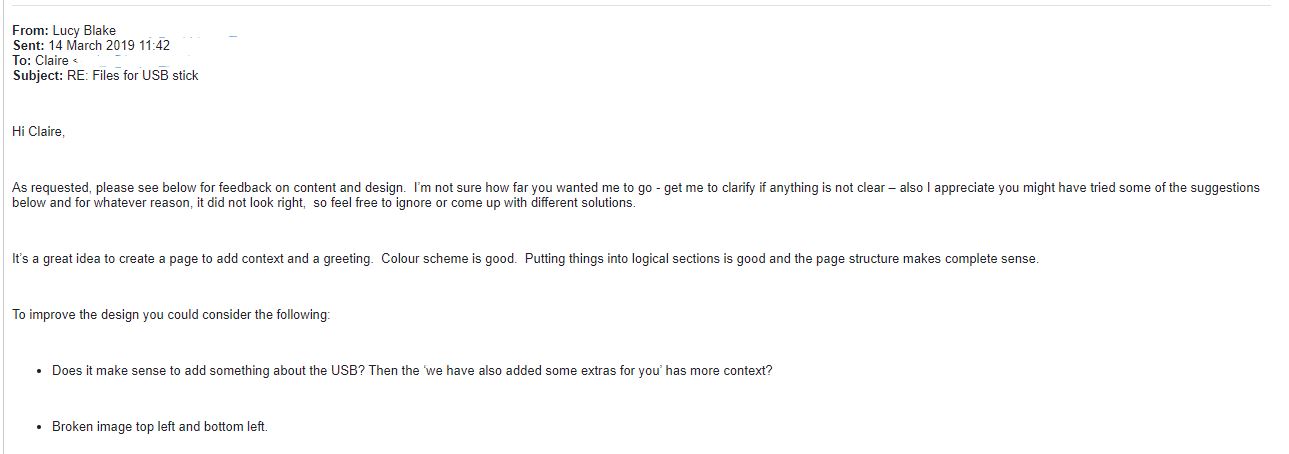 From: Lucy Blake
Sent: 14 March 2019 11:42
To: Claire <
Subject: RE: Files for USB stick
Hi Claire,
As requested, please see below for feedback on content and design.  I'm not sure how far you wanted me to go - get me to clarify if anything is not clear – also I appreciate you might have tried some of the suggestions
below and for whatever reason, it did not look right,  so feel free to ignore or come up with different solutions.
It's a great idea to create a page to add context and a greeting.  Colour scheme is good.  Putting things into logical sections is good and the page structure makes complete sense.
To improve the design you could consider the following:
• Does it make sense to add something about the USB? Then the 'we have also added some extras for you' has more context?
• Broken image top left and bottom left.